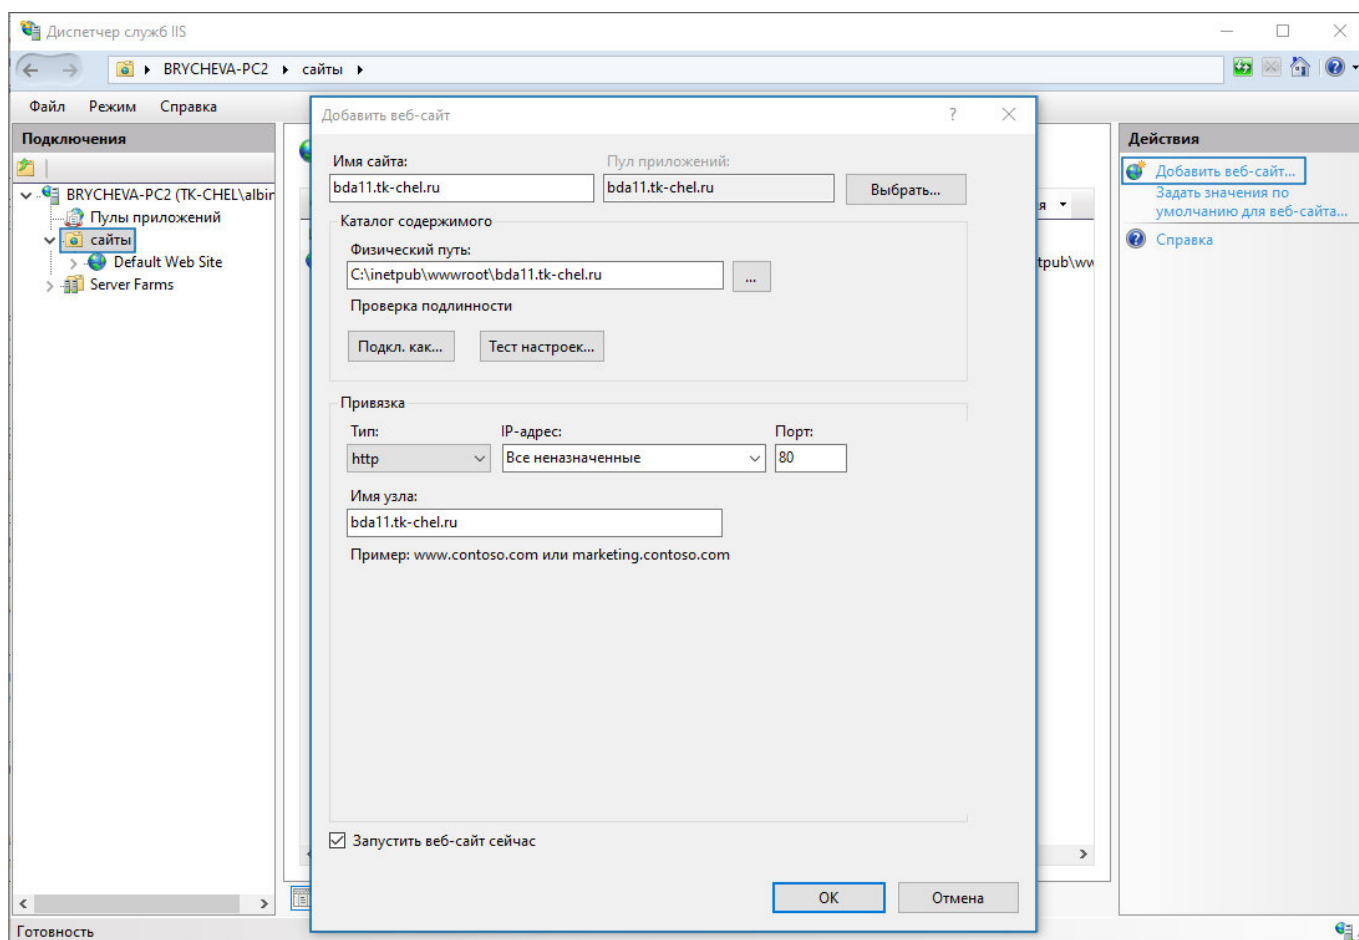 Диспетчер служб IIS
BRYCHEVA-PC2 сайты
Файл Режим Справка
Подключения
BRYCHEVA-PC2 (TK-CHEL\albir
Пулы приложений
сайты
Default Web Site
Server Farms
Добавить веб-сайт
?
Имя сайта:
Пул приложений:
bda11.tk-chel.ru
bda11.tk-chel.ru
Выбрать...
Каталог содержимого
Физический путь:
C:\inetpub\wwwroot\bda11.tk-chel.ru
...
Проверка подлинности
Подкл. как...
Тест настроек...
Привязка
Тип:
IP-адрес:
Порт:
http
Все неназначенные
80
Имя узла:
bda11.tk-chel.ru
Пример: www.contoso.com или marketing.contoso.com
Запустить веб-сайт сейчас
OK
Отмена
я
tpub\ww
Действия
Добавить веб-сайт...
Задать значения по
умолчанию для веб-сайта...
Справка
Готовность